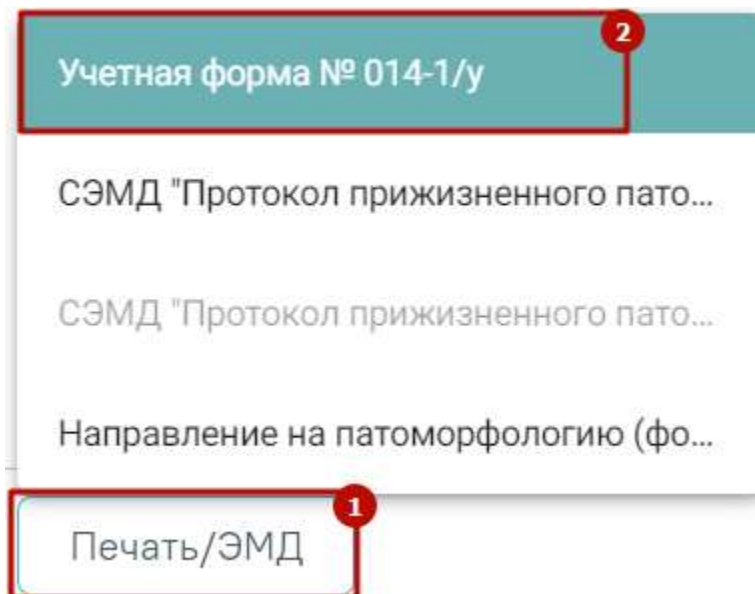 2
Учетная форма № 014-1/у
СЭМД "Протокол прижизненного пато...
СЭМД "Протокол прижизненного пато...
Направление на патоморфологию (фо...
1
Печать/ЭМД